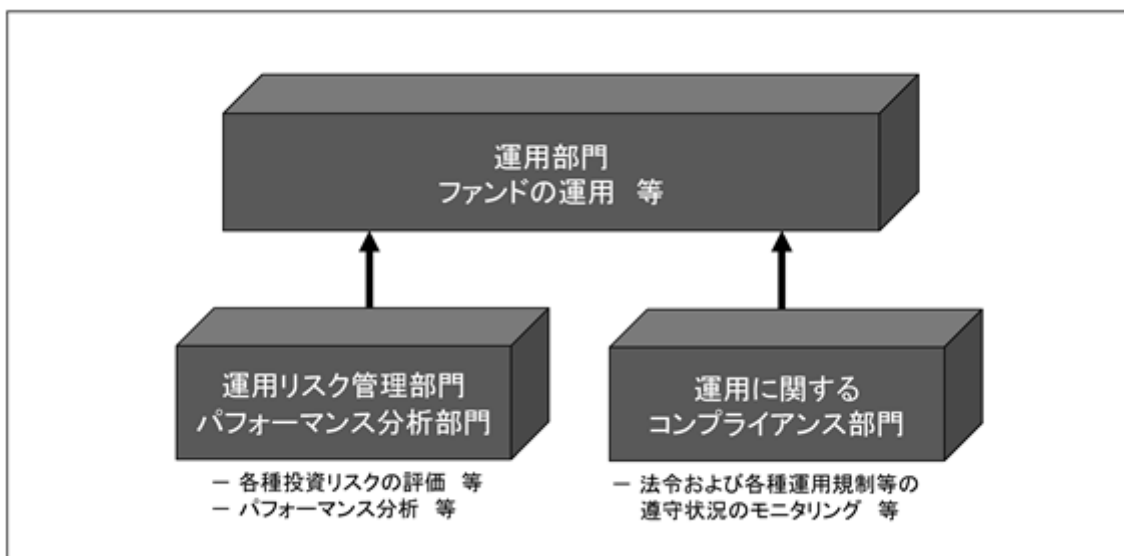 運用部門
ファンドの運用 等
運用リスク管理部門
パフォーマンス分析部門
－ 各種投資リスクの評価 等
－ パフォーマンス分析 等
運用に関する
コンプライアンス部門
－ 法令および各種運用規制等の
遵守状況のモニタリング 等